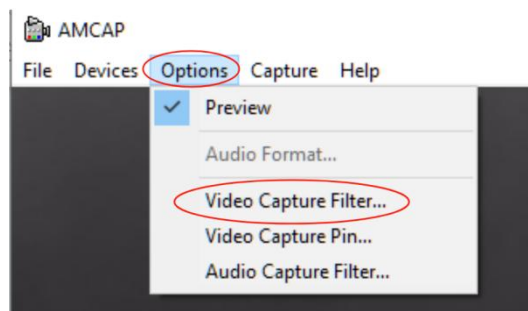 AMCAP
File Devices Options Capture Help
Preview
Audio Format...
Video Capture Filter...
Video Capture Pin...
Audio Capture Filter...